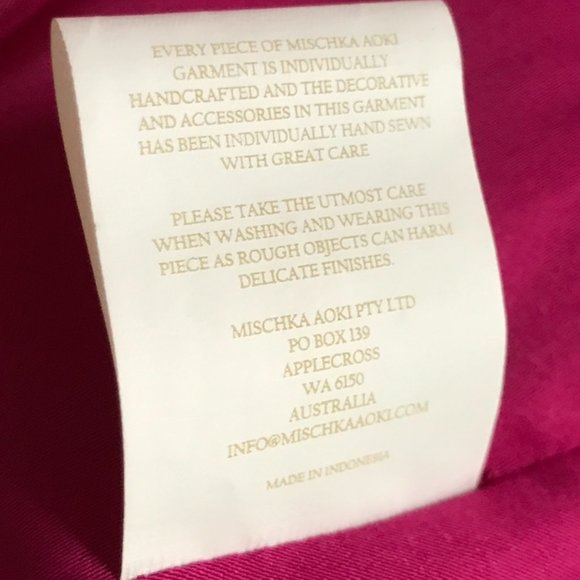 EVERY PIECE OF MISCHKA AOKI
GARMENT IS INDIVIDUALLY
HANDCRAFTED AND THE DECORATIVE
AND ACCESSORIES IN THIS GARMENT
HAS BEEN INDIVIDUALLY HAND SEWN
WITH GREAT CARE
PLEASE TAKE THE UTMOST CARE
WHEN WASHING AND WEARING THIS
PIECE AS ROUGH OBJECTS CAN HARM
DELICATE FINISHES.
MISCHKA AOKI PTY LTD
PO BOX 139
APPLECROSS
WA 6150
AUSTRALIA
INFO@MISCHKAAOKI.COM
MADE IN INDONESIA